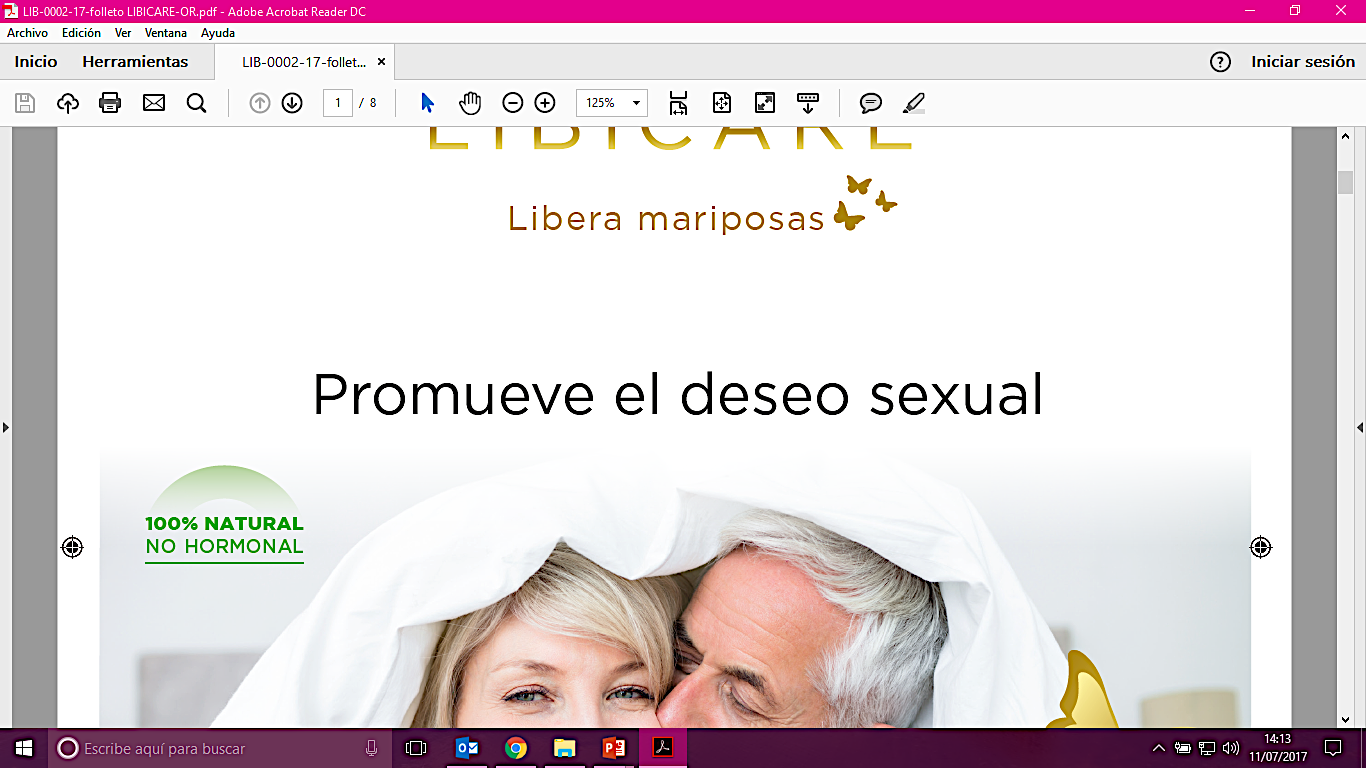 LIB-0002-17-folleto LIBICARE-OR.pdf - Adobe Acrobat Reader DC
Archivo Edición Ver Ventana Ayuda
Inicio Herramientas LIB-0002-17-follet... × ? Iniciar sesión
1 / 8 125%
LIBICARE
Libera mariposas
Promueve el deseo sexual
100% NATURAL
NO HORMONAL
Escribe aquí para buscar
14:13
11/07/2017